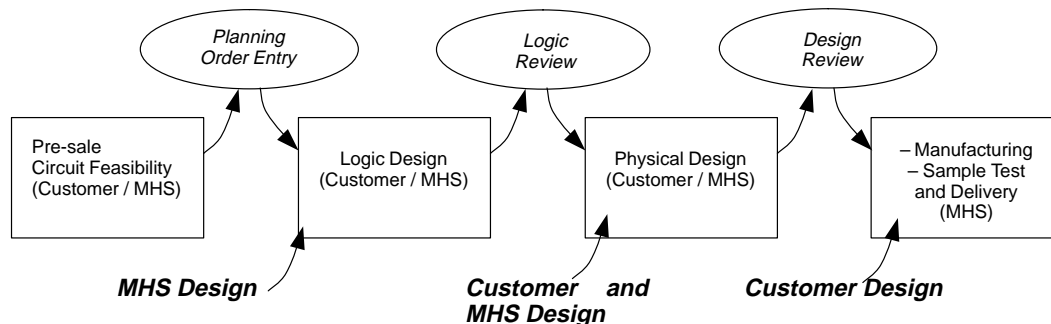 Planning
Order Entry
Logic
Review
Design
Review
Pre-sale
Circuit Feasibility
(Customer / MHS)
Logic Design
(Customer / MHS)
Physical Design
(Customer / MHS)
– Manufacturing
– Sample Test
and Delivery
(MHS)
MHS Design
Customer and
MHS Design
Customer Design